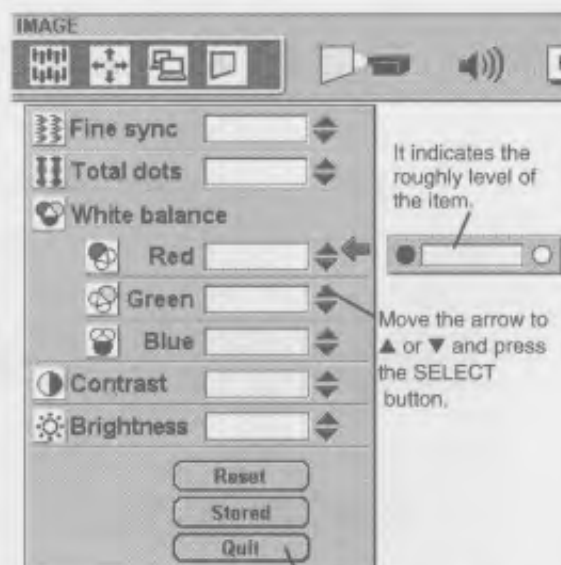 IMAGE
Fine sync
Total dots
White balance
Red
Green
Blue
Contrast
Brightness
Reset
Stored
Quit
It indicates the
roughly level of
the item.
Move the arrow to
▲ or ▼ and press
the SELECT
button.